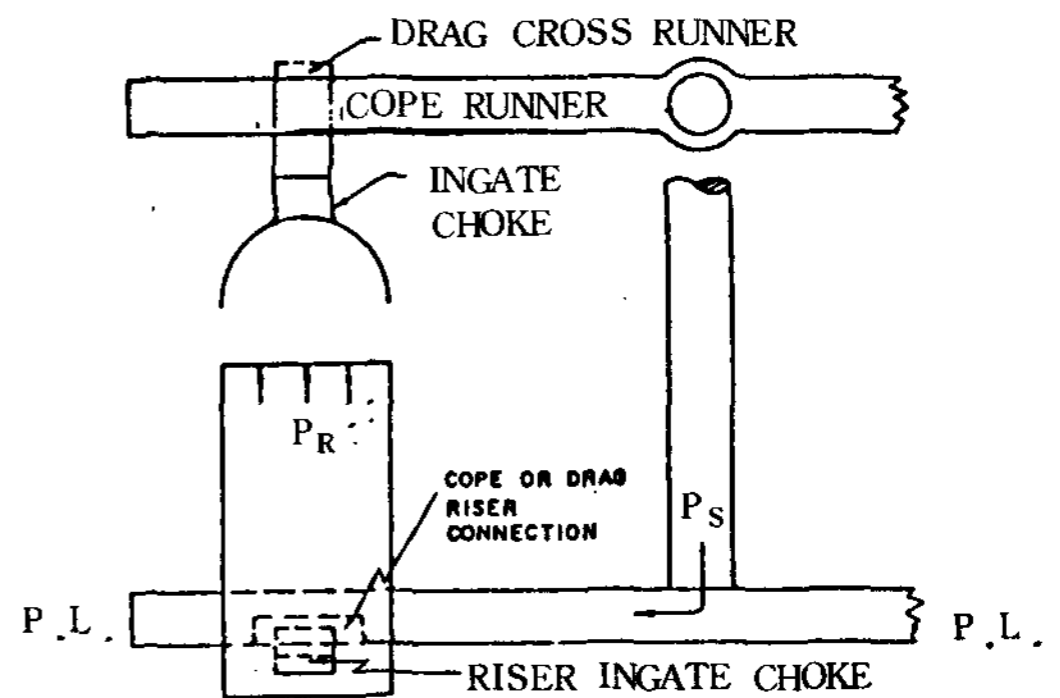 DRAG CROSS RUNNER
COPE RUNNER
INGATE
CHOKE
PR
COPE OR DRAG
RISER
CONNECTION
PS
P.L.
P.L.
RISER INGATE CHOKE